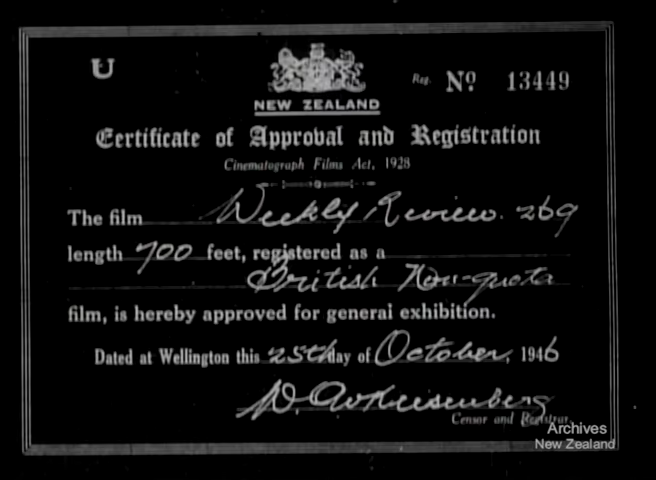 U
Reg. Nº 13449
NEW ZEALAND
Certificate of Approval and Registration
Cinematograph Films Act, 1928
The film Weekly Review. 269
length 700 feet, registered as a
British Non-quota
film, is hereby approved for general exhibition.
Dated at Wellington this 25th day of October, 1946
Censor and Registrar
Archives
New Zealand